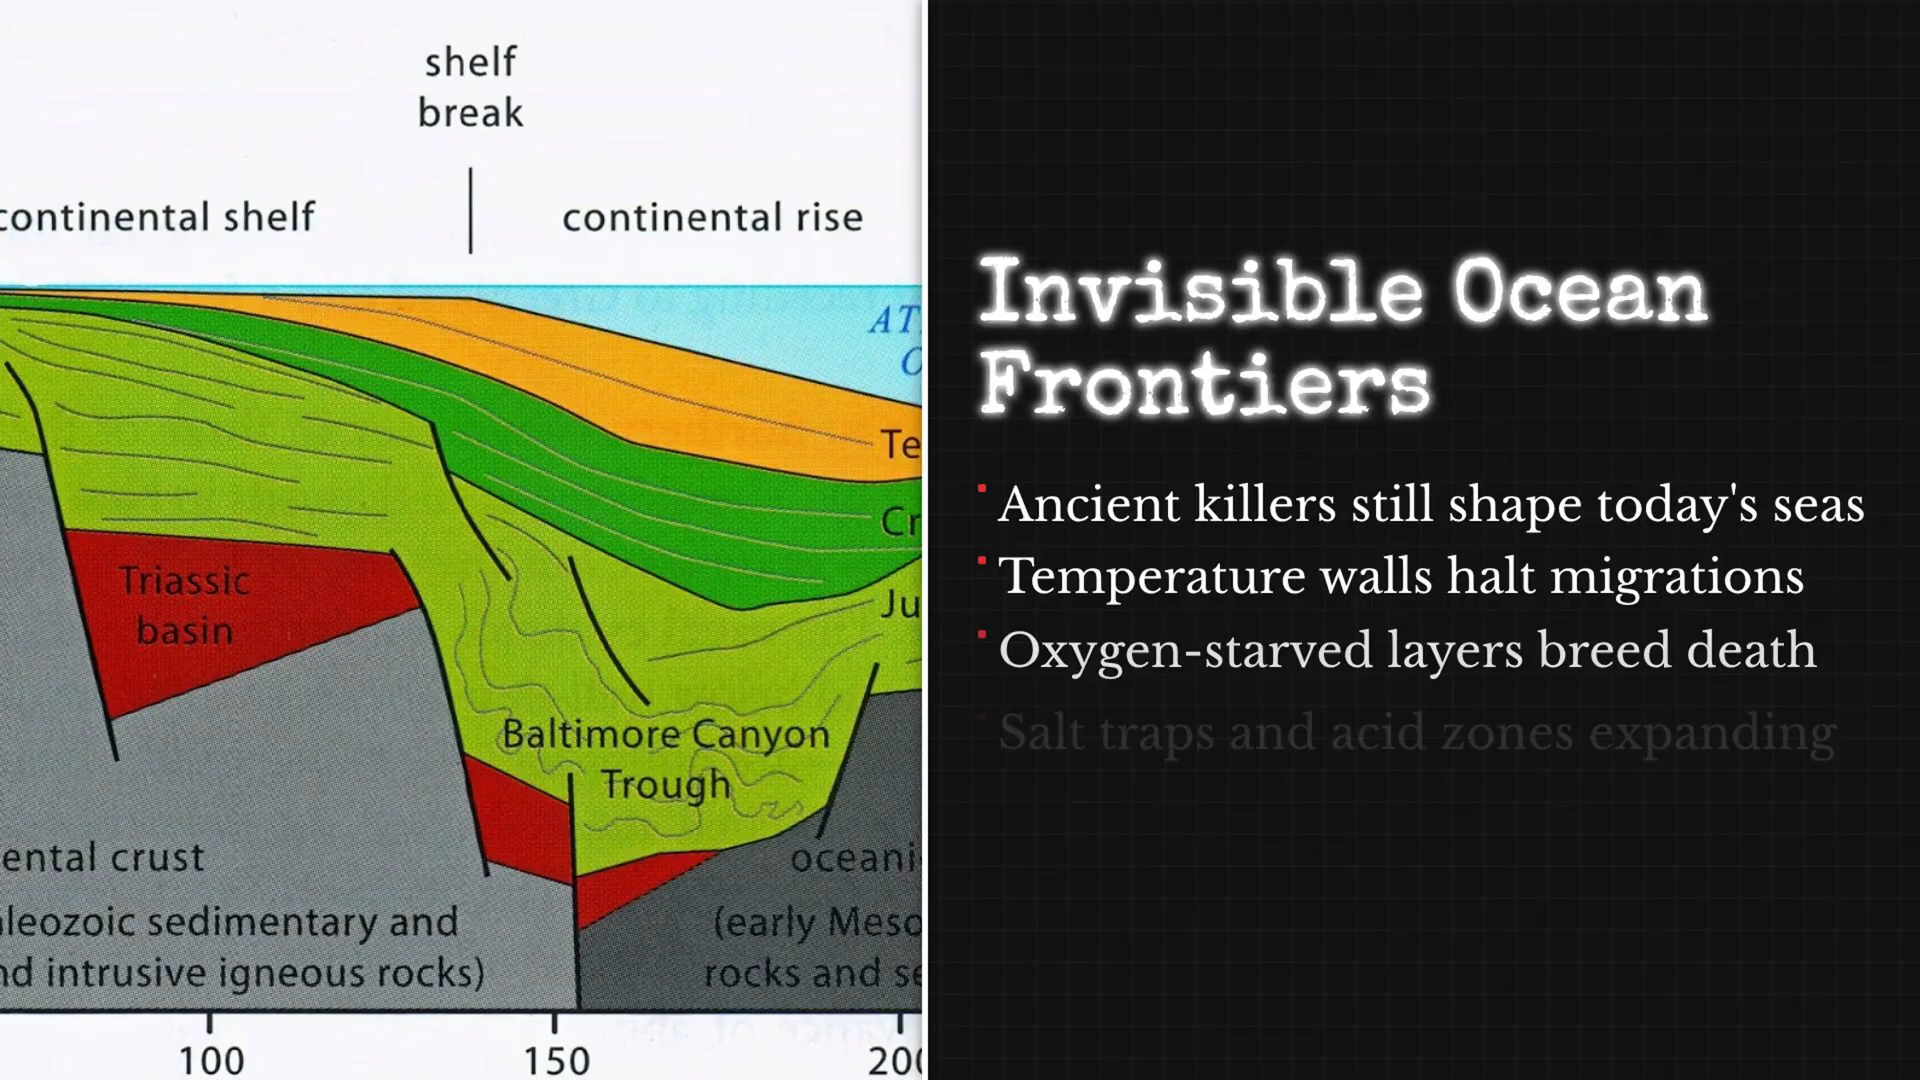 shelf
break
continental shelf
continental rise
AT
O
Te
Cr
Ju
Triassic
basin
Baltimore Canyon
Trough
ental crust
oceani
leozoic sedimentary and
(early Meso
nd intrusive igneous rocks)
rocks and se
100
150
200
Invisible Ocean
Frontiers
Ancient killers still shape today's seas
Temperature walls halt migrations
Oxygen-starved layers breed death
Salt traps and acid zones expanding